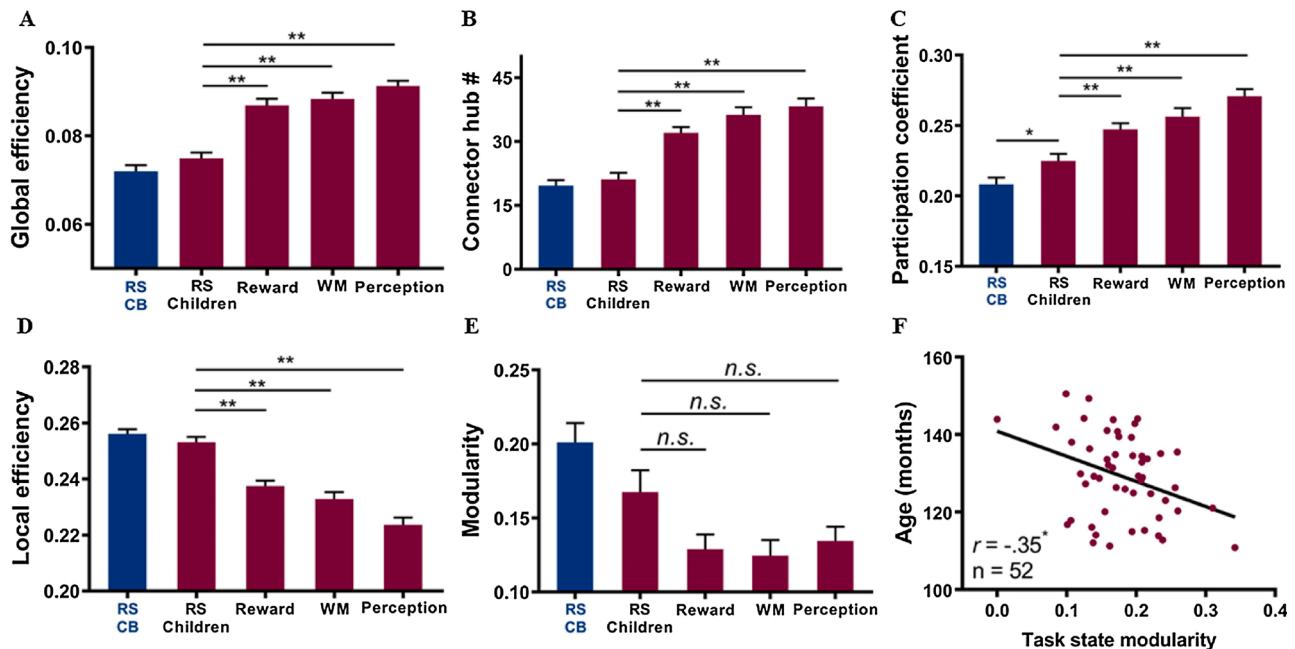 A
Global efficiency
0.10
0.08
0.06
**
**
**
RS CB
RS Children
Reward
WM
Perception
B
Connector hub #
45
30
15
0
**
**
**
RS CB
RS Children
Reward
WM
Perception
C
Participation coefficient
0.30
0.25
0.20
0.15
**
**
**
*
RS CB
RS Children
Reward
WM
Perception
D
Local efficiency
0.28
0.26
0.24
0.22
0.20
**
**
**
RS CB
RS Children
Reward
WM
Perception
E
Modularity
0.25
0.20
0.15
0.10
n.s.
n.s.
n.s.
RS CB
RS Children
Reward
WM
Perception
F
Age (months)
160
140
120
100
r = -.35*
n = 52
0.0
0.1
0.2
0.3
0.4
Task state modularity